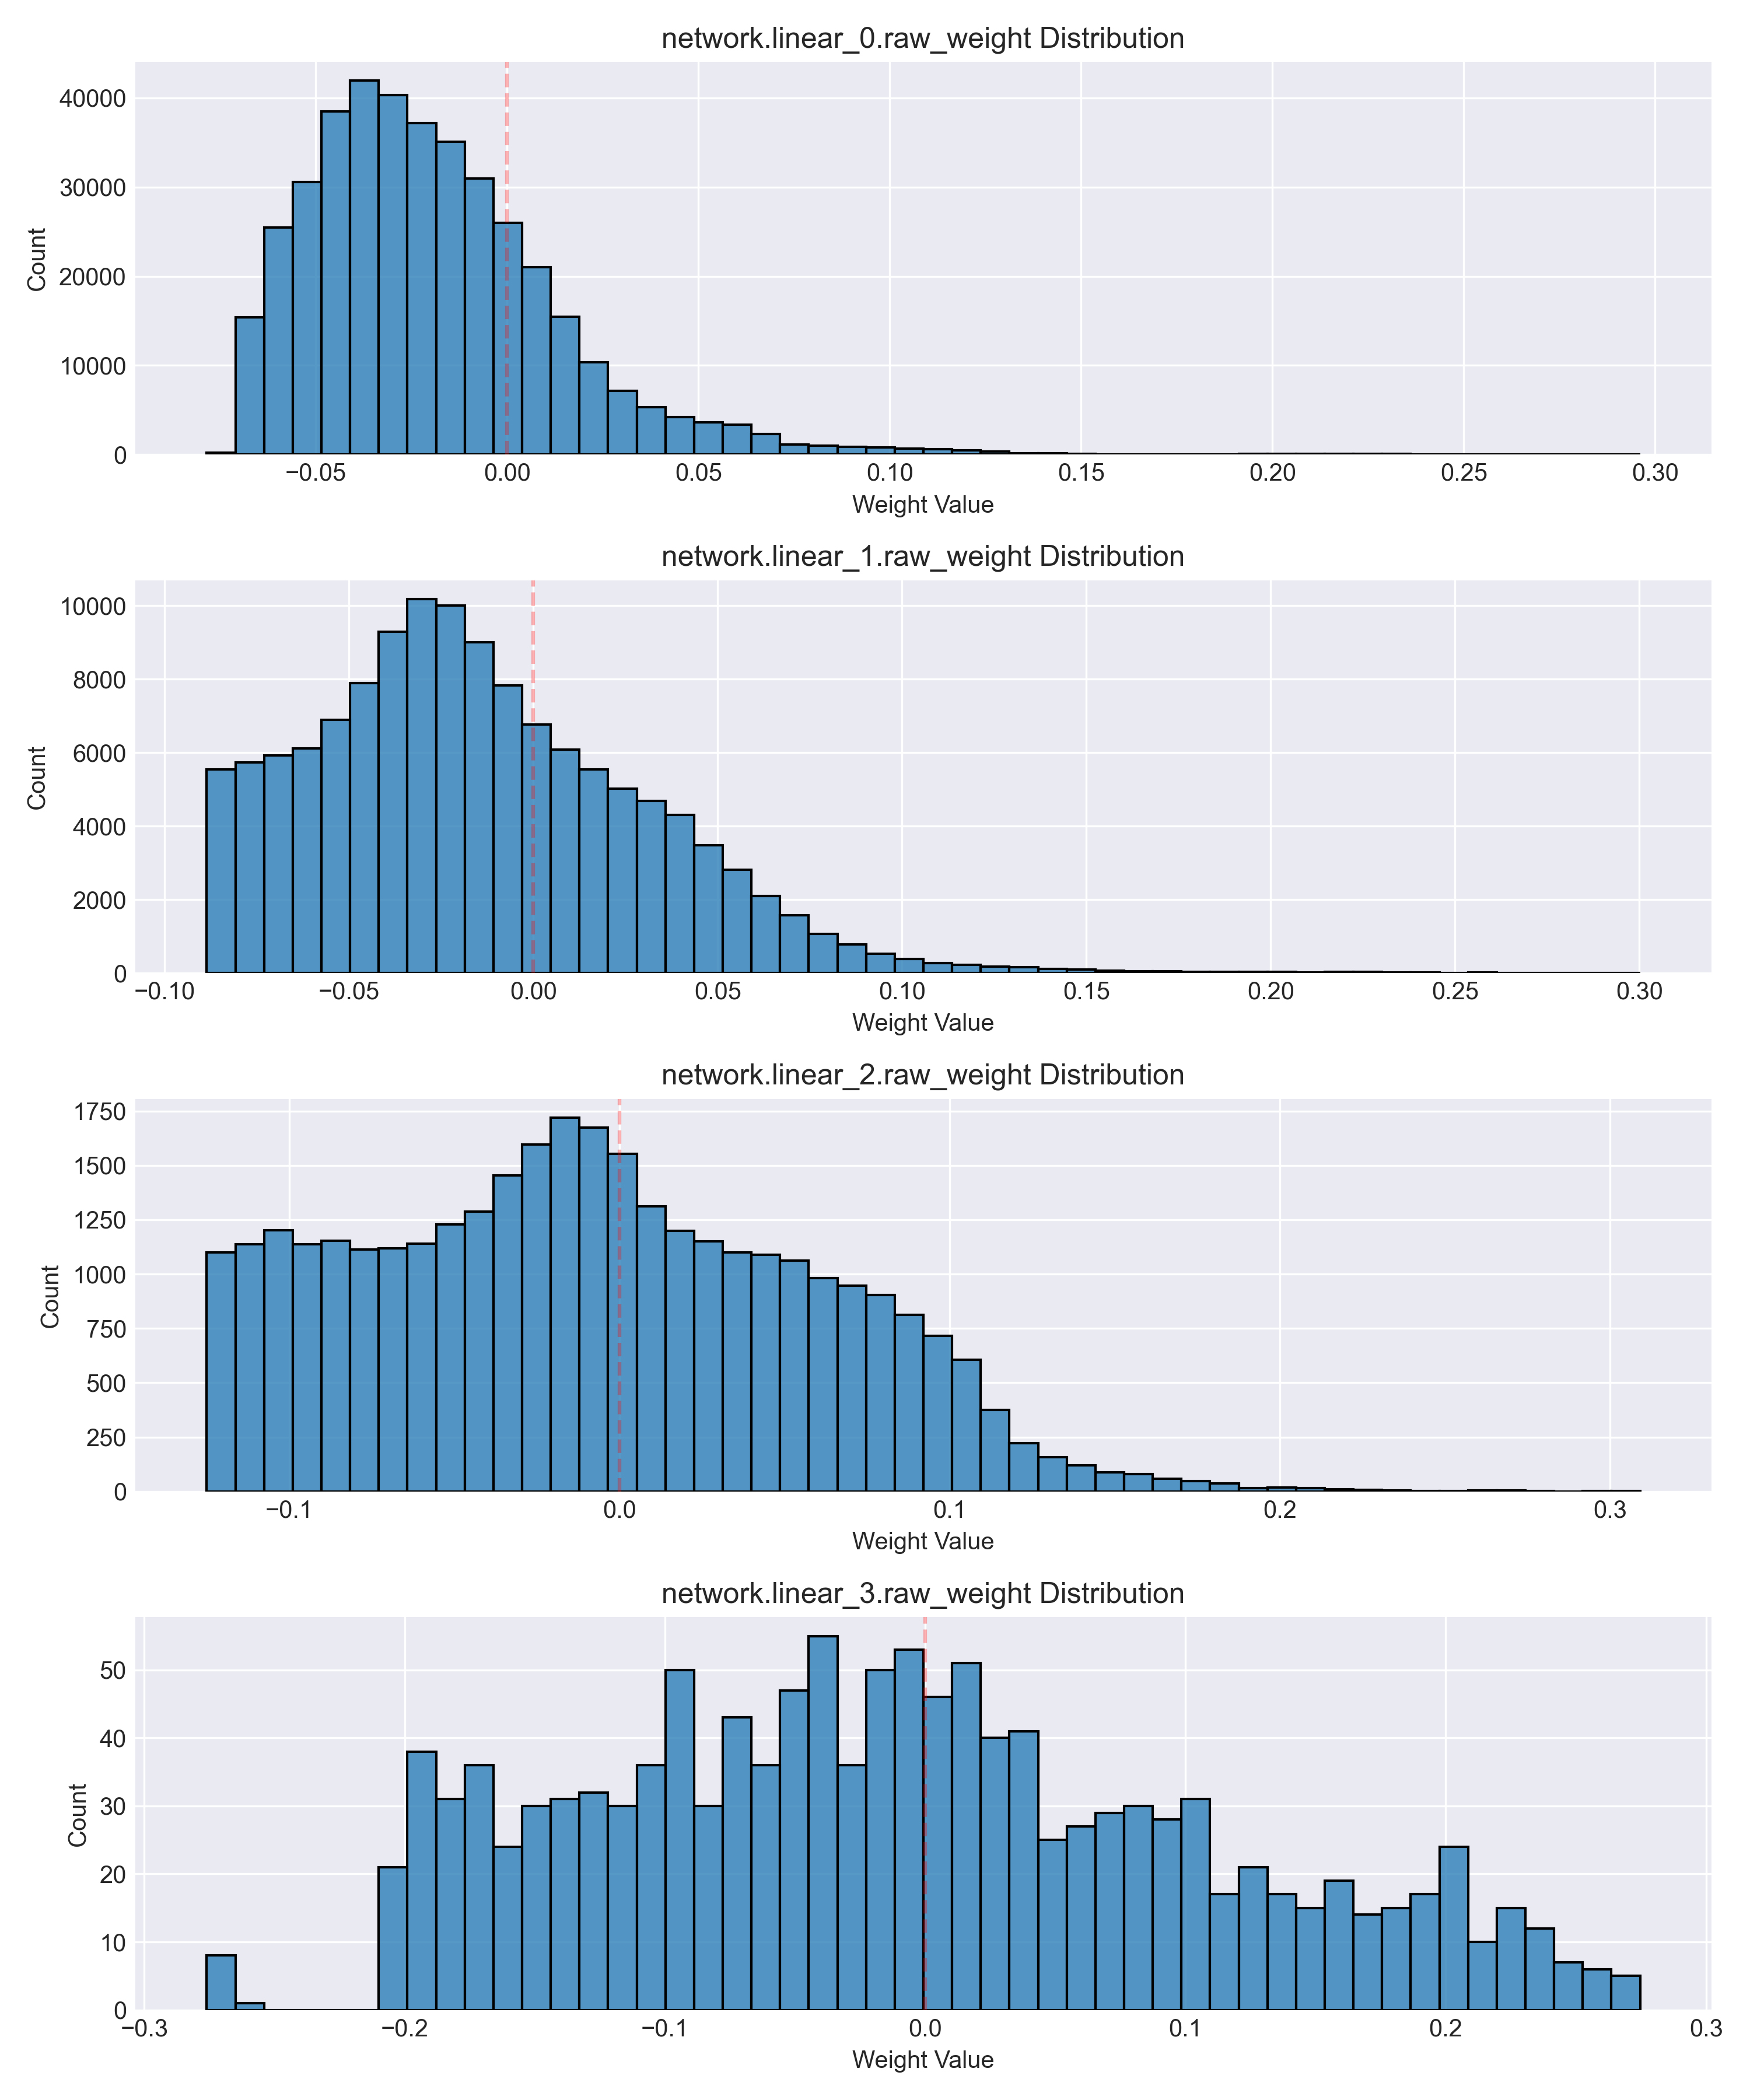 network.linear_0.raw_weight Distribution
40000
30000
20000
10000
0
Count
−0.05 0.00 0.05 0.10 0.15 0.20 0.25 0.30
Weight Value
network.linear_1.raw_weight Distribution
10000
8000
6000
4000
2000
0
Count
−0.10 −0.05 0.00 0.05 0.10 0.15 0.20 0.25 0.30
Weight Value
network.linear_2.raw_weight Distribution
1750
1500
1250
1000
750
500
250
0
Count
−0.1 0.0 0.1 0.2 0.3
Weight Value
network.linear_3.raw_weight Distribution
50
40
30
20
10
0
Count
−0.3 −0.2 −0.1 0.0 0.1 0.2 0.3
Weight Value